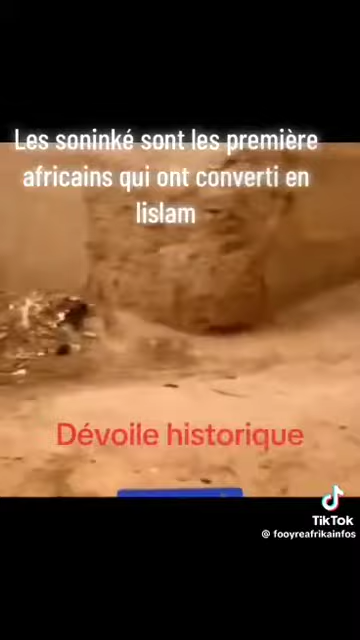 Les soninké sont les première
africains qui ont converti en
lislam
Dévoile historique
TikTok
@ fooyreafrikainfos